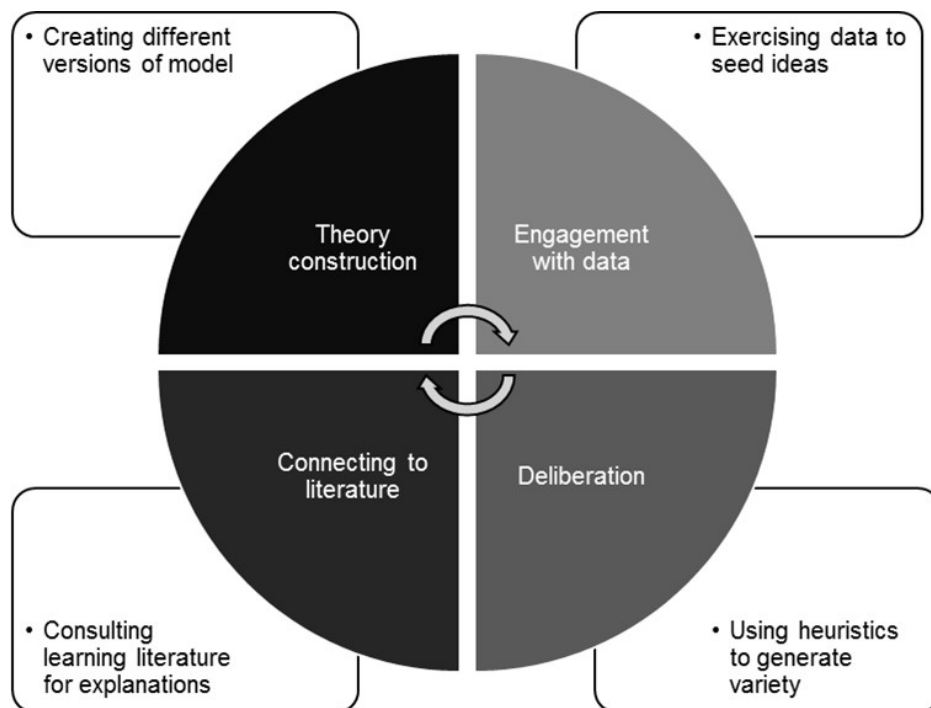 • Creating different
versions of model
• Exercising data to
seed ideas
Theory
construction
Engagement
with data
Connecting to
literature
Deliberation
• Consulting
learning literature
for explanations
• Using heuristics
to generate
variety